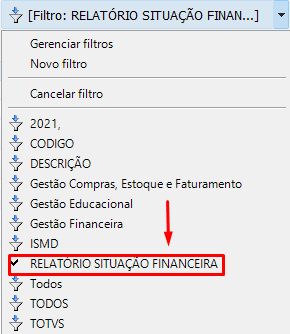 [Filtro: RELATÓRIO SITUAÇÃO FINAN...]
Gerenciar filtros
Novo filtro
Cancelar filtro
2021,
CODIGO
DESCRIÇÃO
Gestão Compras, Estoque e Faturamento
Gestão Educacional
Gestão Financeira
ISMD
RELATÓRIO SITUAÇÃO FINANCEIRA
Todos
TODOS
TOTVS